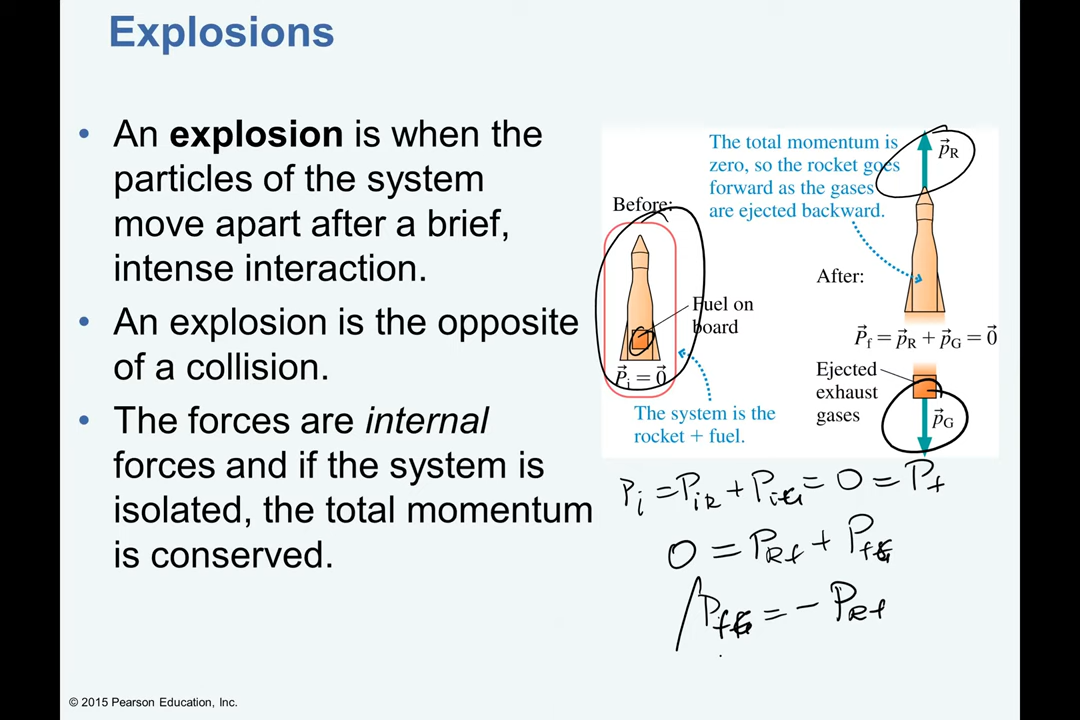 Explosions
• An explosion is when the
particles of the system
move apart after a brief,
intense interaction.
• An explosion is the opposite
of a collision.
• The forces are internal
forces and if the system is
isolated, the total momentum
is conserved.
The total momentum is
zero, so the rocket goes
forward as the gases
are ejected backward.
Before:
Fuel on
board
P⃗i = 0⃗
The system is the
rocket + fuel.
p⃗R
After:
P⃗f = p⃗R + p⃗G = 0⃗
Ejected
exhaust
gases
p⃗G
Pi = PiR + PiG = 0 = Pf
0 = PRf + PfG
PfG = - PRf
© 2015 Pearson Education, Inc.